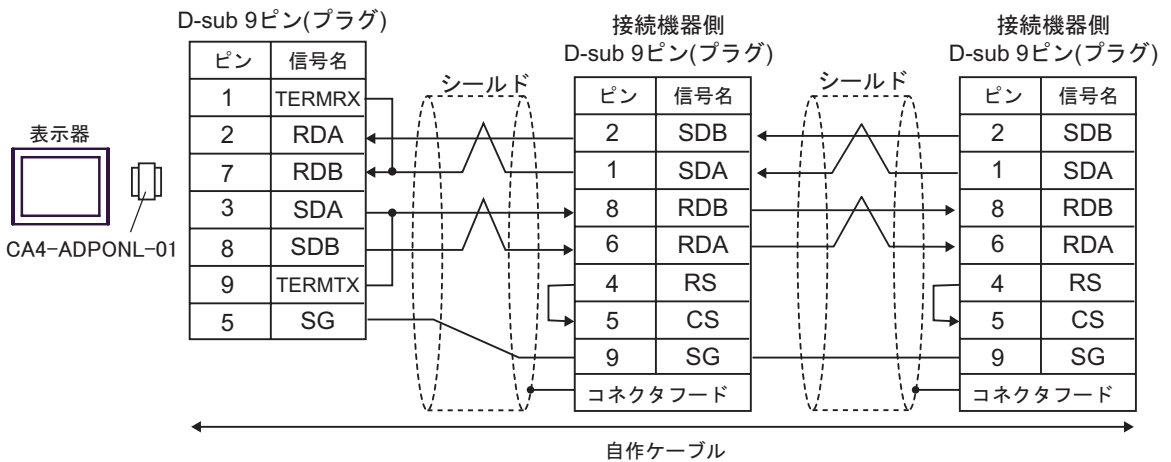 表示器
CA4-ADPONL-01
D-sub 9ピン(プラグ)
ピン 信号名
1 TERMRX
2 RDA
7 RDB
3 SDA
8 SDB
9 TERMTX
5 SG
シールド
接続機器側
D-sub 9ピン(プラグ)
ピン 信号名
2 SDB
1 SDA
8 RDB
6 RDA
4 RS
5 CS
9 SG
コネクタフード
シールド
接続機器側
D-sub 9ピン(プラグ)
ピン 信号名
2 SDB
1 SDA
8 RDB
6 RDA
4 RS
5 CS
9 SG
コネクタフード
自作ケーブル